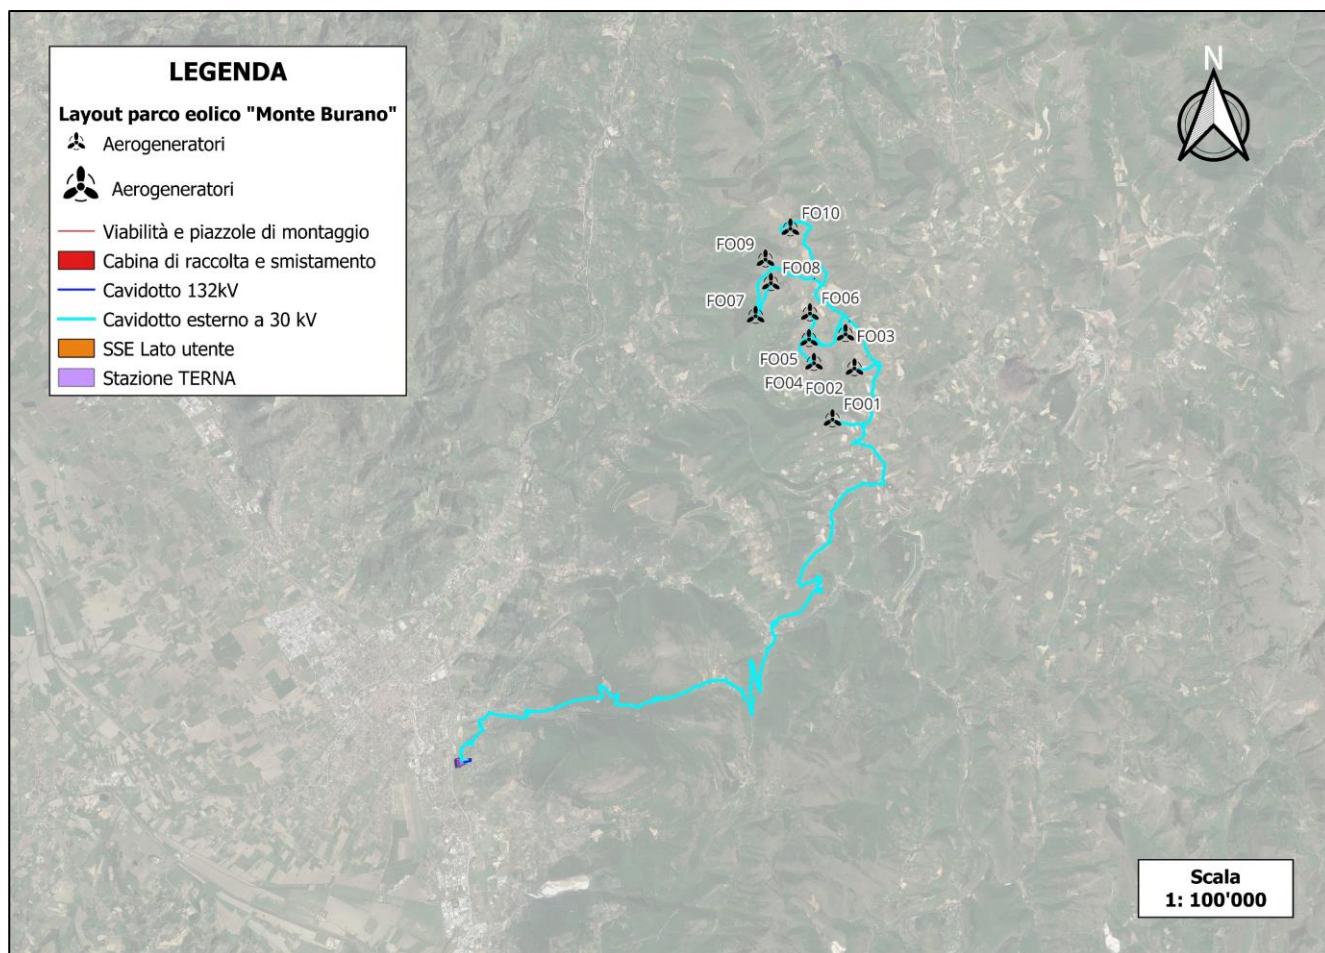 LEGENDA
Layout parco eolico "Monte Burano"
Aerogeneratori
Aerogeneratori
Viabilità e piazzole di montaggio
Cabina di raccolta e smistamento
Cavidotto 132kV
Cavidotto esterno a 30 kV
SSE Lato utente
Stazione TERNA
N
FO10
FO09
FO08
FO07
FO06
FO03
FO05
FO04
FO02
FO01
Scala
1: 100'000